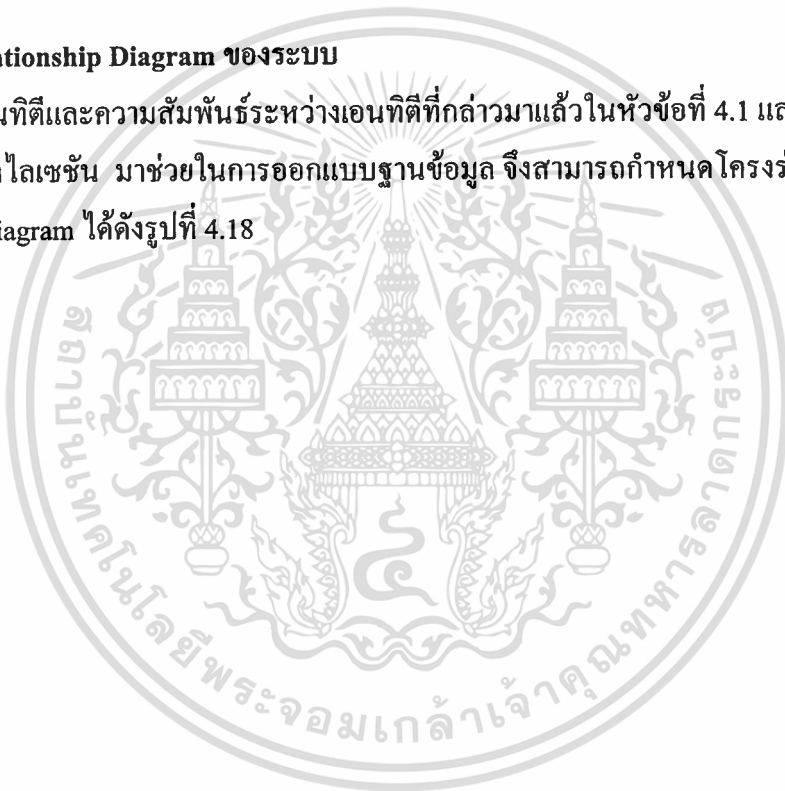 ationship Diagram ของระบบ
นทิตีและความสัมพันธ์ระหว่างเอนทิตีที่กล่าวมาแล้วในหัวข้อที่ 4.1 แล
ไลเซชัน มาช่วยในการออกแบบฐานข้อมูล จึงสามารถกำหนดโครงร่
iagram ได้ดังรูปที่ 4.18
สถาบันเทคโนโลยีพระจอมเกล้าเจ้าคุณทหารลาดกระบัง